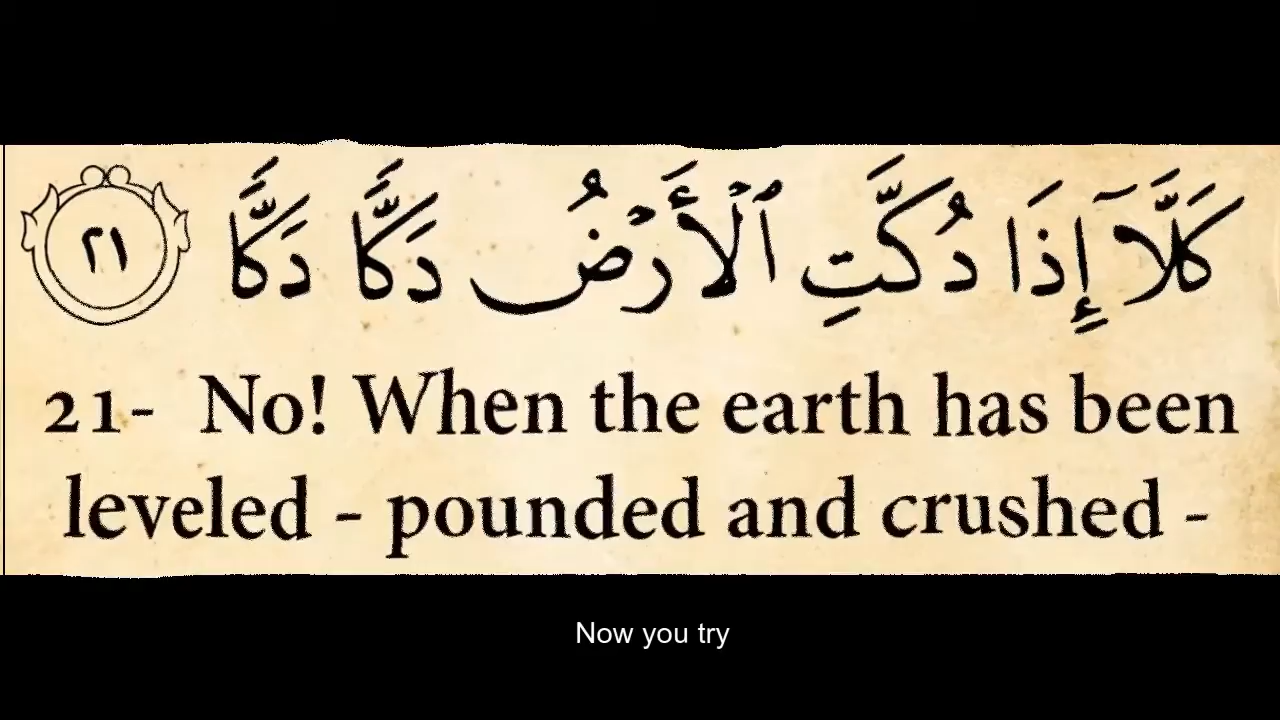 كَلَّآ إِذَا دُكَّتِ ٱلْأَرْضُ دَكًّا دَكًّا ٢١
21- No! When the earth has been
leveled - pounded and crushed -
Now you try